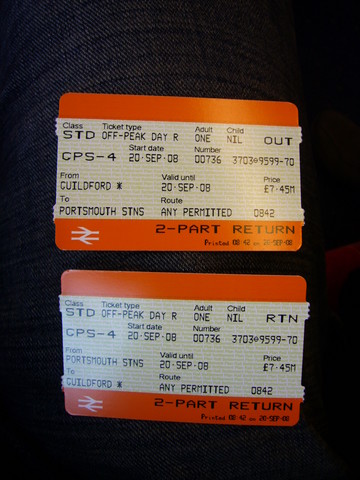 Class Ticket type Adult Child
STD OFF-PEAK DAY R ONE NIL OUT
Start date Number
CPS-4 20·SEP·08 00736 3703⊕9599-70
From Valid until Price
GUILDFORD * 20·SEP·08 £7·45M
To Route
PORTSMOUTH STNS ANY PERMITTED 0842
2-PART RETURN
Printed 08:42 on 20-SEP-08
Class Ticket type Adult Child
STD OFF-PEAK DAY R ONE NIL RTN
Start date Number
CPS-4 20·SEP·08 00736 3703⊕9599-70
From Valid until Price
PORTSMOUTH STNS 20·SEP·08 £7·45M
To Route
GUILDFORD * ANY PERMITTED 0842
2-PART RETURN
Printed 08:42 on 20-SEP-08